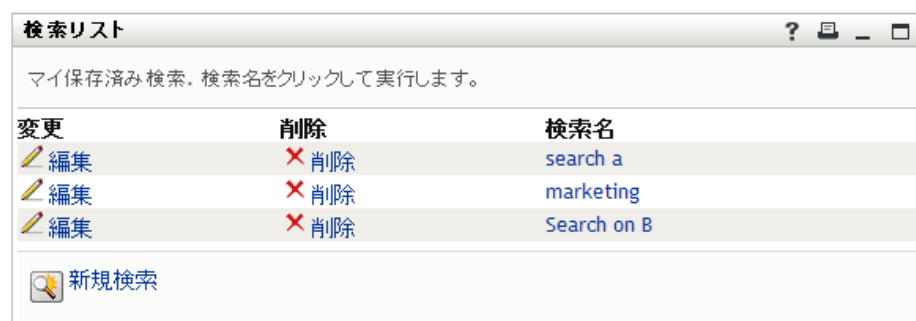 検索リスト ?
マイ保存済み検索. 検索名をクリックして実行します。
変更 削除 検索名
編集 削除 search a
編集 削除 marketing
編集 削除 Search on B
新規検索